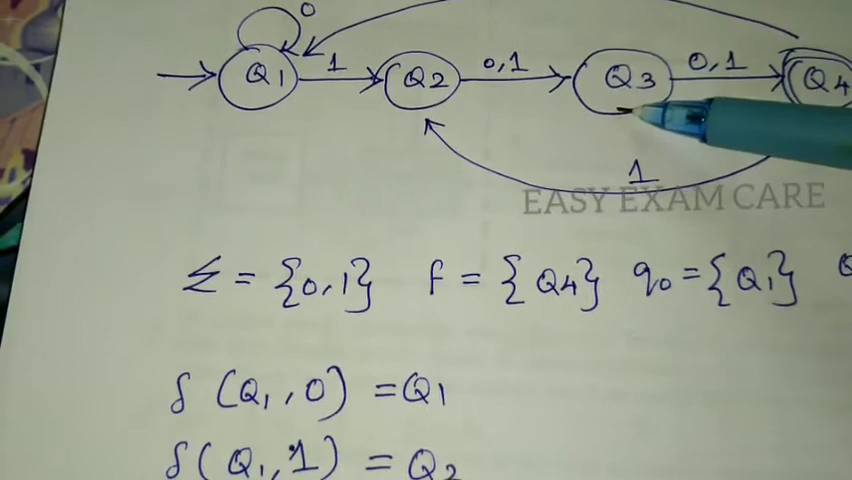 0
Q1 1 Q2 0,1 Q3 0,1 Q4
1
EASY EXAM CARE
Σ = {0,1} F = {Q4} q0 = {Q1} Q
δ (Q1, 0) = Q1
δ( Q1, 1) = Q2